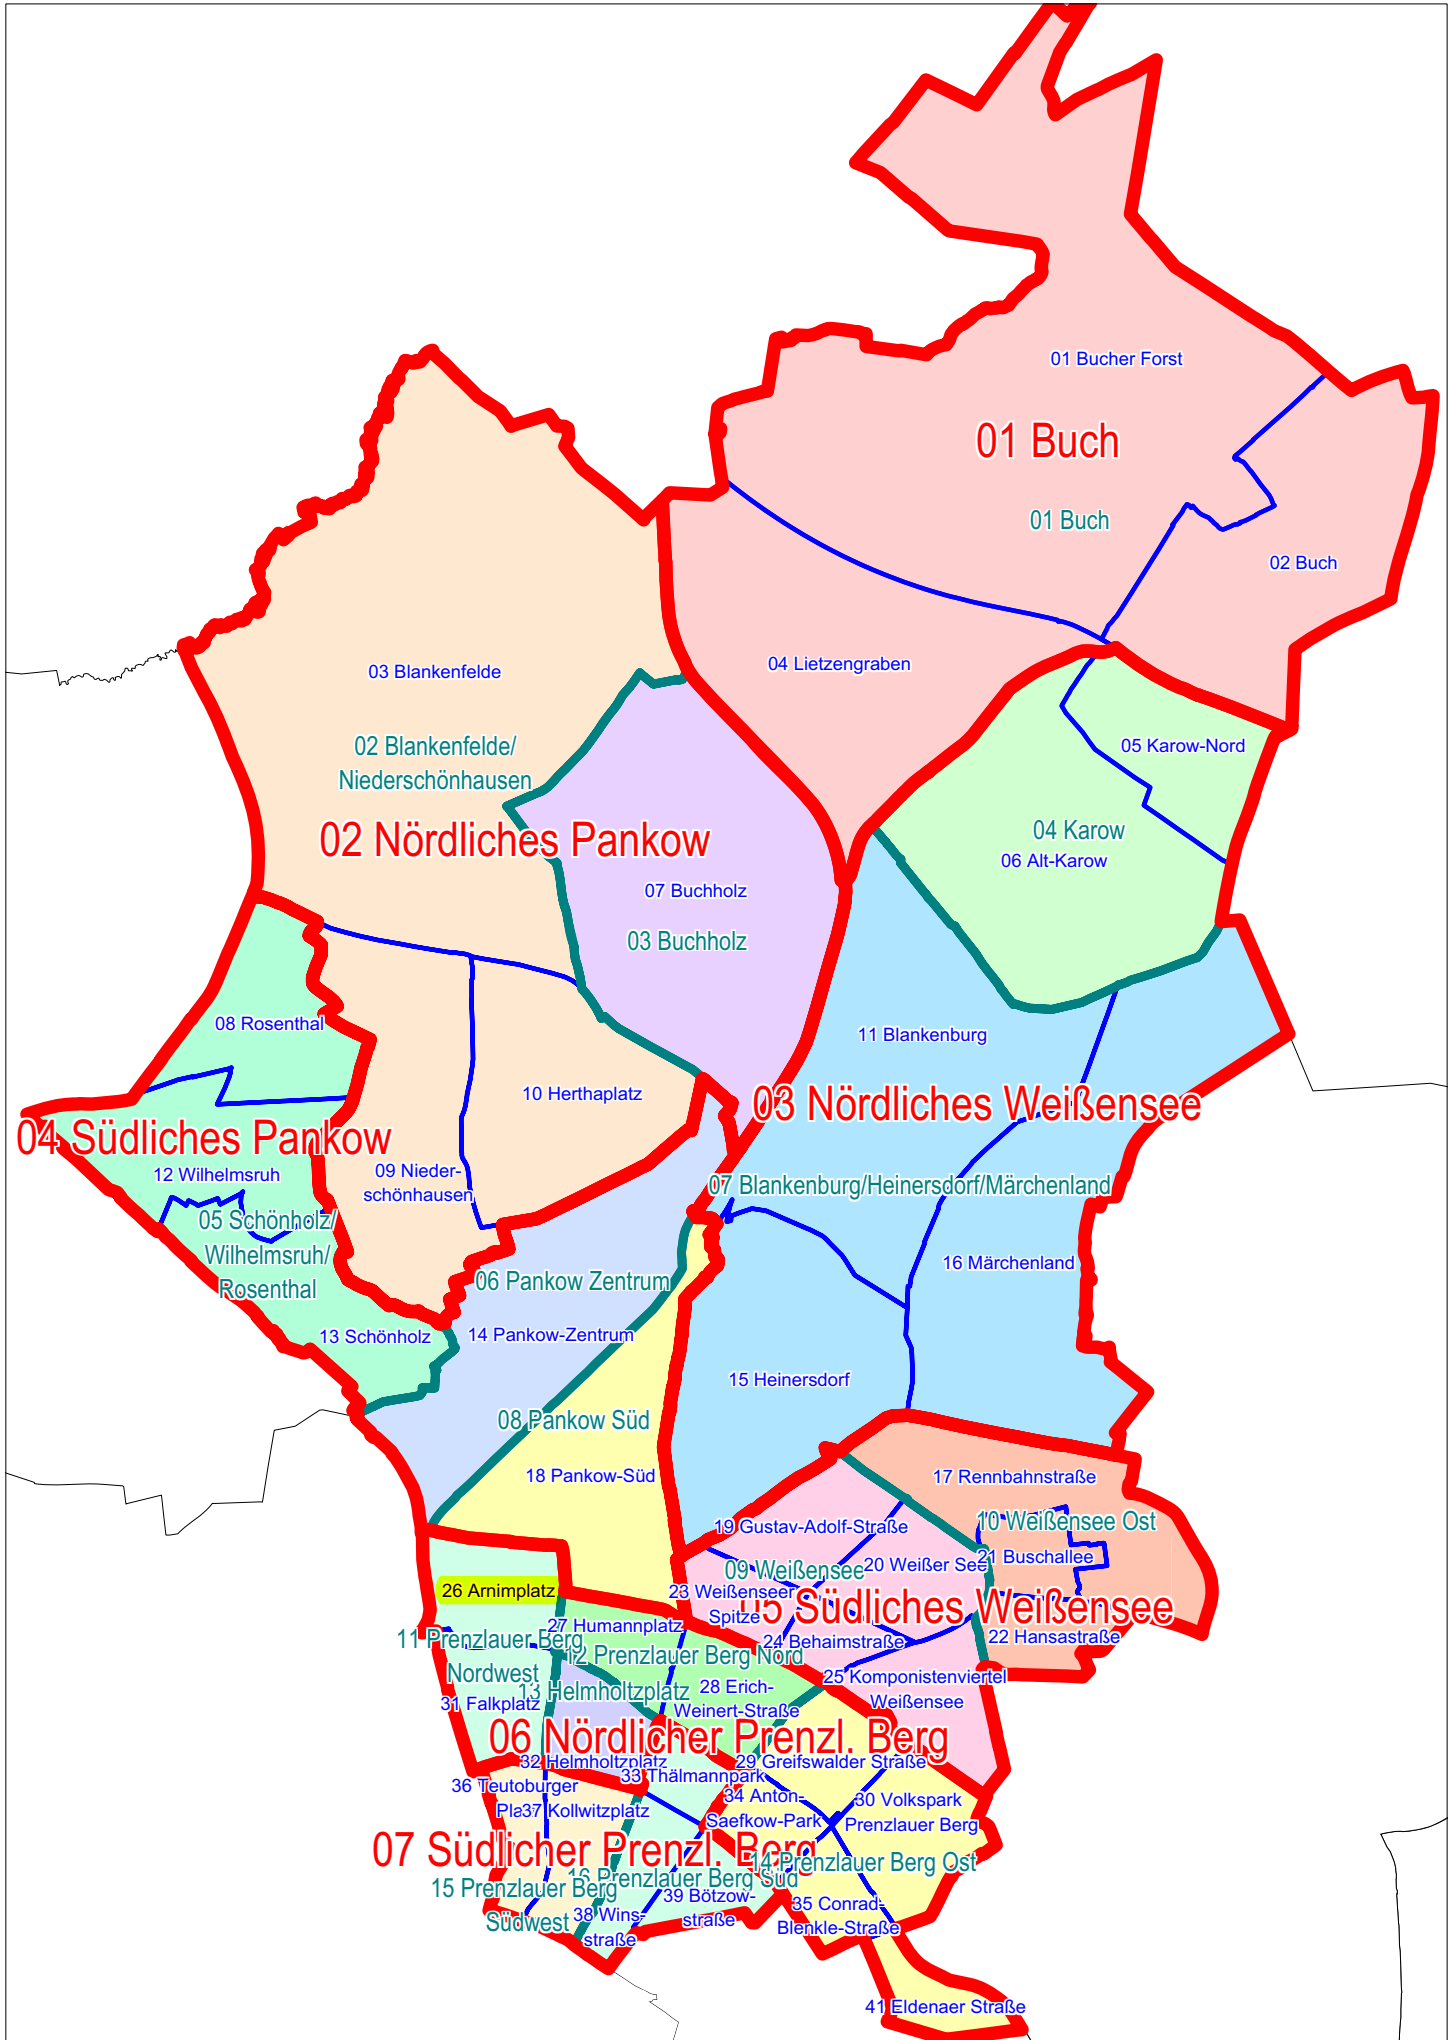 01 Bucher Forst
01 Buch
01 Buch
02 Buch
04 Lietzengraben
03 Blankenfelde
02 Blankenfelde/
Niederschönhausen
02 Nördliches Pankow
05 Karow-Nord
04 Karow
06 Alt-Karow
07 Buchholz
03 Buchholz
08 Rosenthal
11 Blankenburg
10 Herthaplatz
03 Nördliches Weißensee
04 Südliches Pankow
12 Wilhelmsruh
09 Nieder-
schönhausen
07 Blankenburg/Heinersdorf/Märchenland
05 Schönholz/
Wilhelmsruh/
Rosenthal
16 Märchenland
06 Pankow Zentrum
13 Schönholz
14 Pankow-Zentrum
15 Heinersdorf
08 Pankow Süd
18 Pankow-Süd
17 Rennbahnstraße
19 Gustav-Adolf-Straße
10 Weißensee Ost
21 Buschallee
20 Weißer See
09 Weißensee
26 Arnimplatz
23 Weißenseer
Spitze
05 Südliches Weißensee
27 Humannplatz
24 Behaimstraße
22 Hansastraße
11 Prenzlauer Berg
Nordwest
12 Prenzlauer Berg Nord
25 Komponistenviertel
Weißensee
13 Helmholtzplatz
28 Erich-
Weinert-Straße
31 Falkplatz
06 Nördlicher Prenzl. Berg
32 Helmholtzplatz
29 Greifswalder Straße
33 Thälmannpark
36 Teutoburger
Pla
37 Kollwitzplatz
34 Anton-
Saefkow-Park
30 Volkspark
Prenzlauer Berg
07 Südlicher Prenzl. Berg
14 Prenzlauer Berg Ost
16 Prenzlauer Berg Süd
15 Prenzlauer Berg
Südwest
39 Bötzow-
straße
38 Wins-
straße
35 Conrad-
Blenkle-Straße
41 Eldenaer Straße